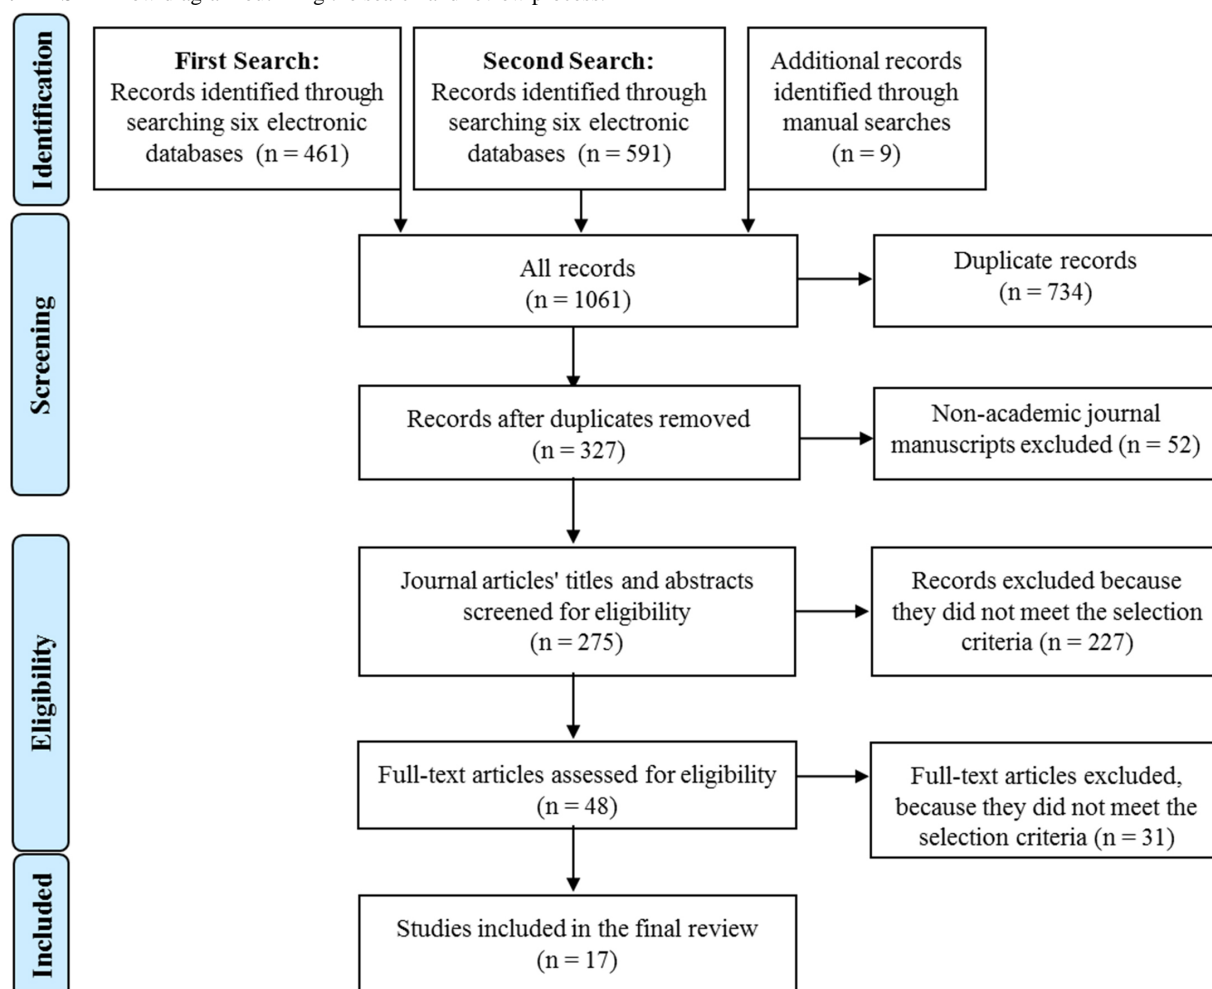 Identification
First Search:
Records identified through
searching six electronic
databases (n = 461)
Second Search:
Records identified through
searching six electronic
databases (n = 591)
Additional records
identified through
manual searches
(n = 9)
Screening
All records
(n = 1061)
Duplicate records
(n = 734)
Records after duplicates removed
(n = 327)
Non-academic journal
manuscripts excluded (n = 52)
Eligibility
Journal articles' titles and abstracts
screened for eligibility
(n = 275)
Records excluded because
they did not meet the selection
criteria (n = 227)
Full-text articles assessed for eligibility
(n = 48)
Full-text articles excluded,
because they did not meet the
selection criteria (n = 31)
Included
Studies included in the final review
(n = 17)